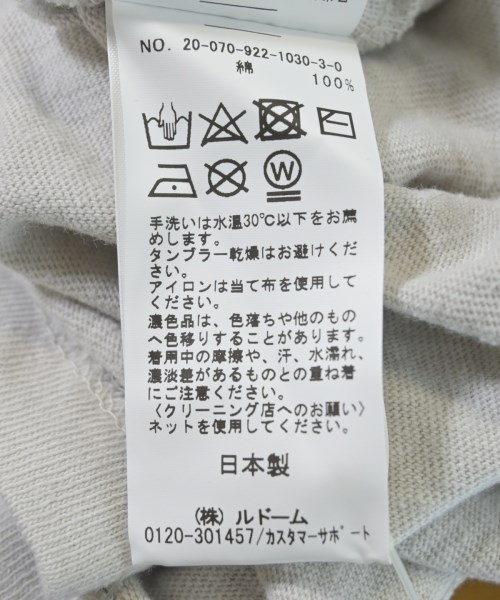 NO. 20-070-922-1030-3-0
綿
100%
W
手洗いは水温30℃以下をお薦
めします。
タンブラー乾燥はお避けくだ
さい。
アイロンは当て布を使用して
ください。
濃色品は、色落ちや他のもの
へ色移りすることがあります。
着用中の摩擦や、汗、水濡れ、
濃淡差があるものとの重ね着
にご注意ください。
〈クリーニング店へのお願い〉
ネットを使用してください。
日本製
(株) ルドーム
0120-301457/ｶｽﾀﾏｰｻﾎﾟｰﾄ